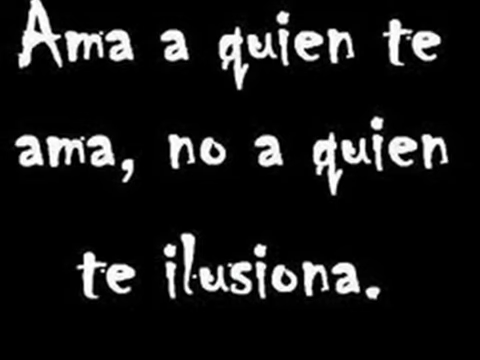 Ama a quien te
ama, no a quien
te ilusiona.